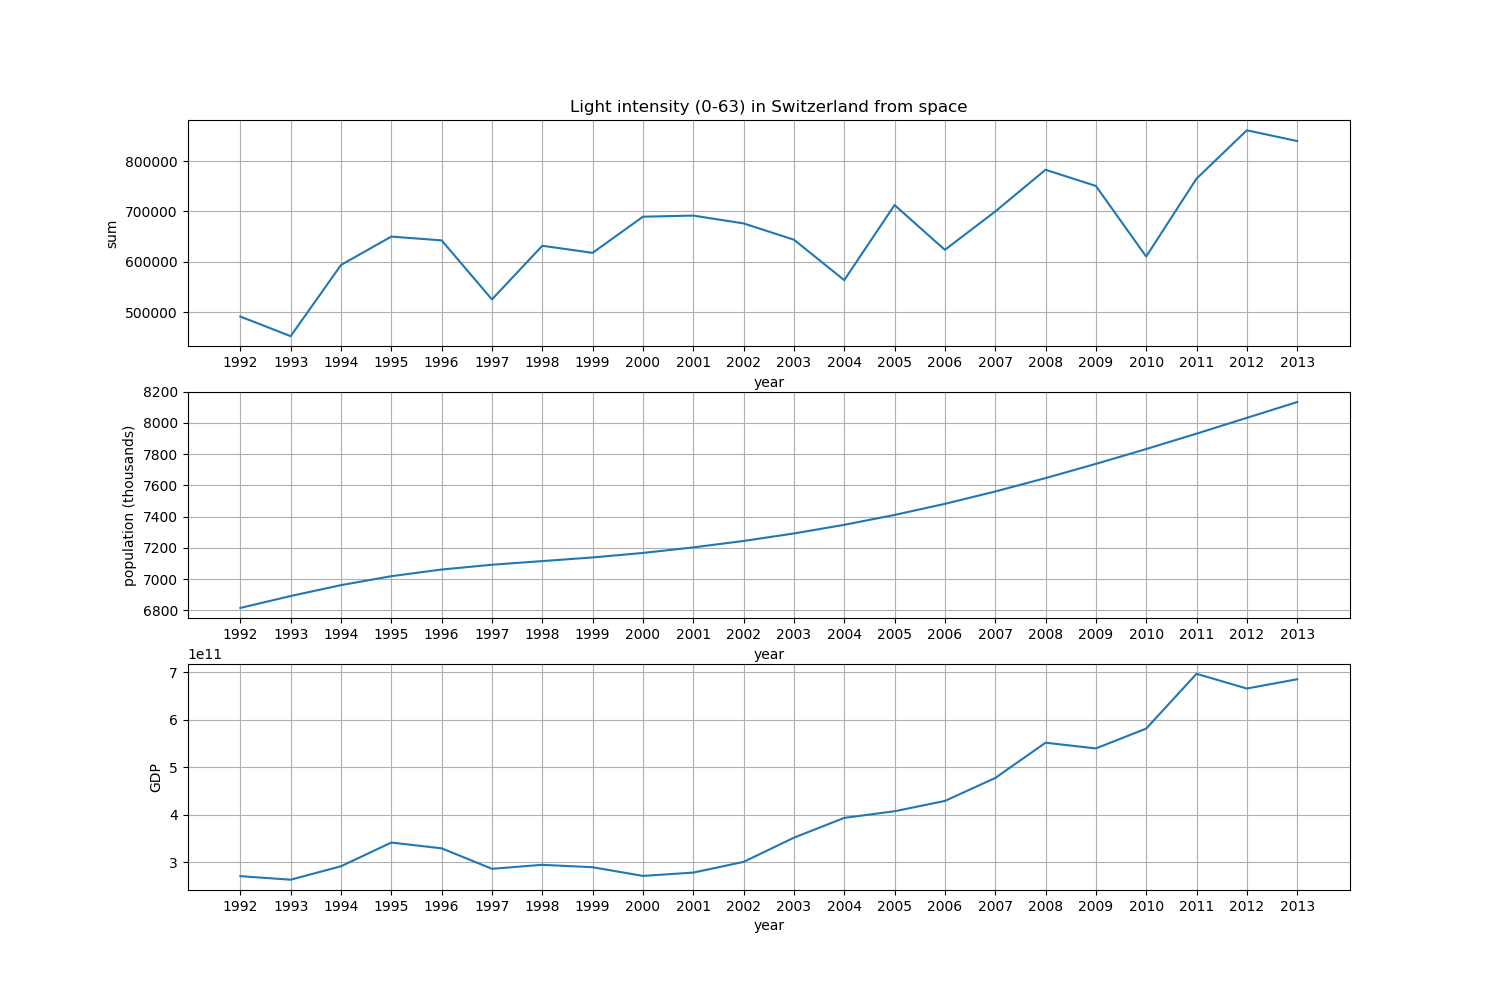 Light intensity (0-63) in Switzerland from space
800000
700000
600000
500000
sum
1992 1993 1994 1995 1996 1997 1998 1999 2000 2001 2002 2003 2004 2005 2006 2007 2008 2009 2010 2011 2012 2013
year
8200
8000
7800
7600
7400
7200
7000
6800
population (thousands)
1992 1993 1994 1995 1996 1997 1998 1999 2000 2001 2002 2003 2004 2005 2006 2007 2008 2009 2010 2011 2012 2013
year
1e11
7
6
5
4
3
GDP
1992 1993 1994 1995 1996 1997 1998 1999 2000 2001 2002 2003 2004 2005 2006 2007 2008 2009 2010 2011 2012 2013
year